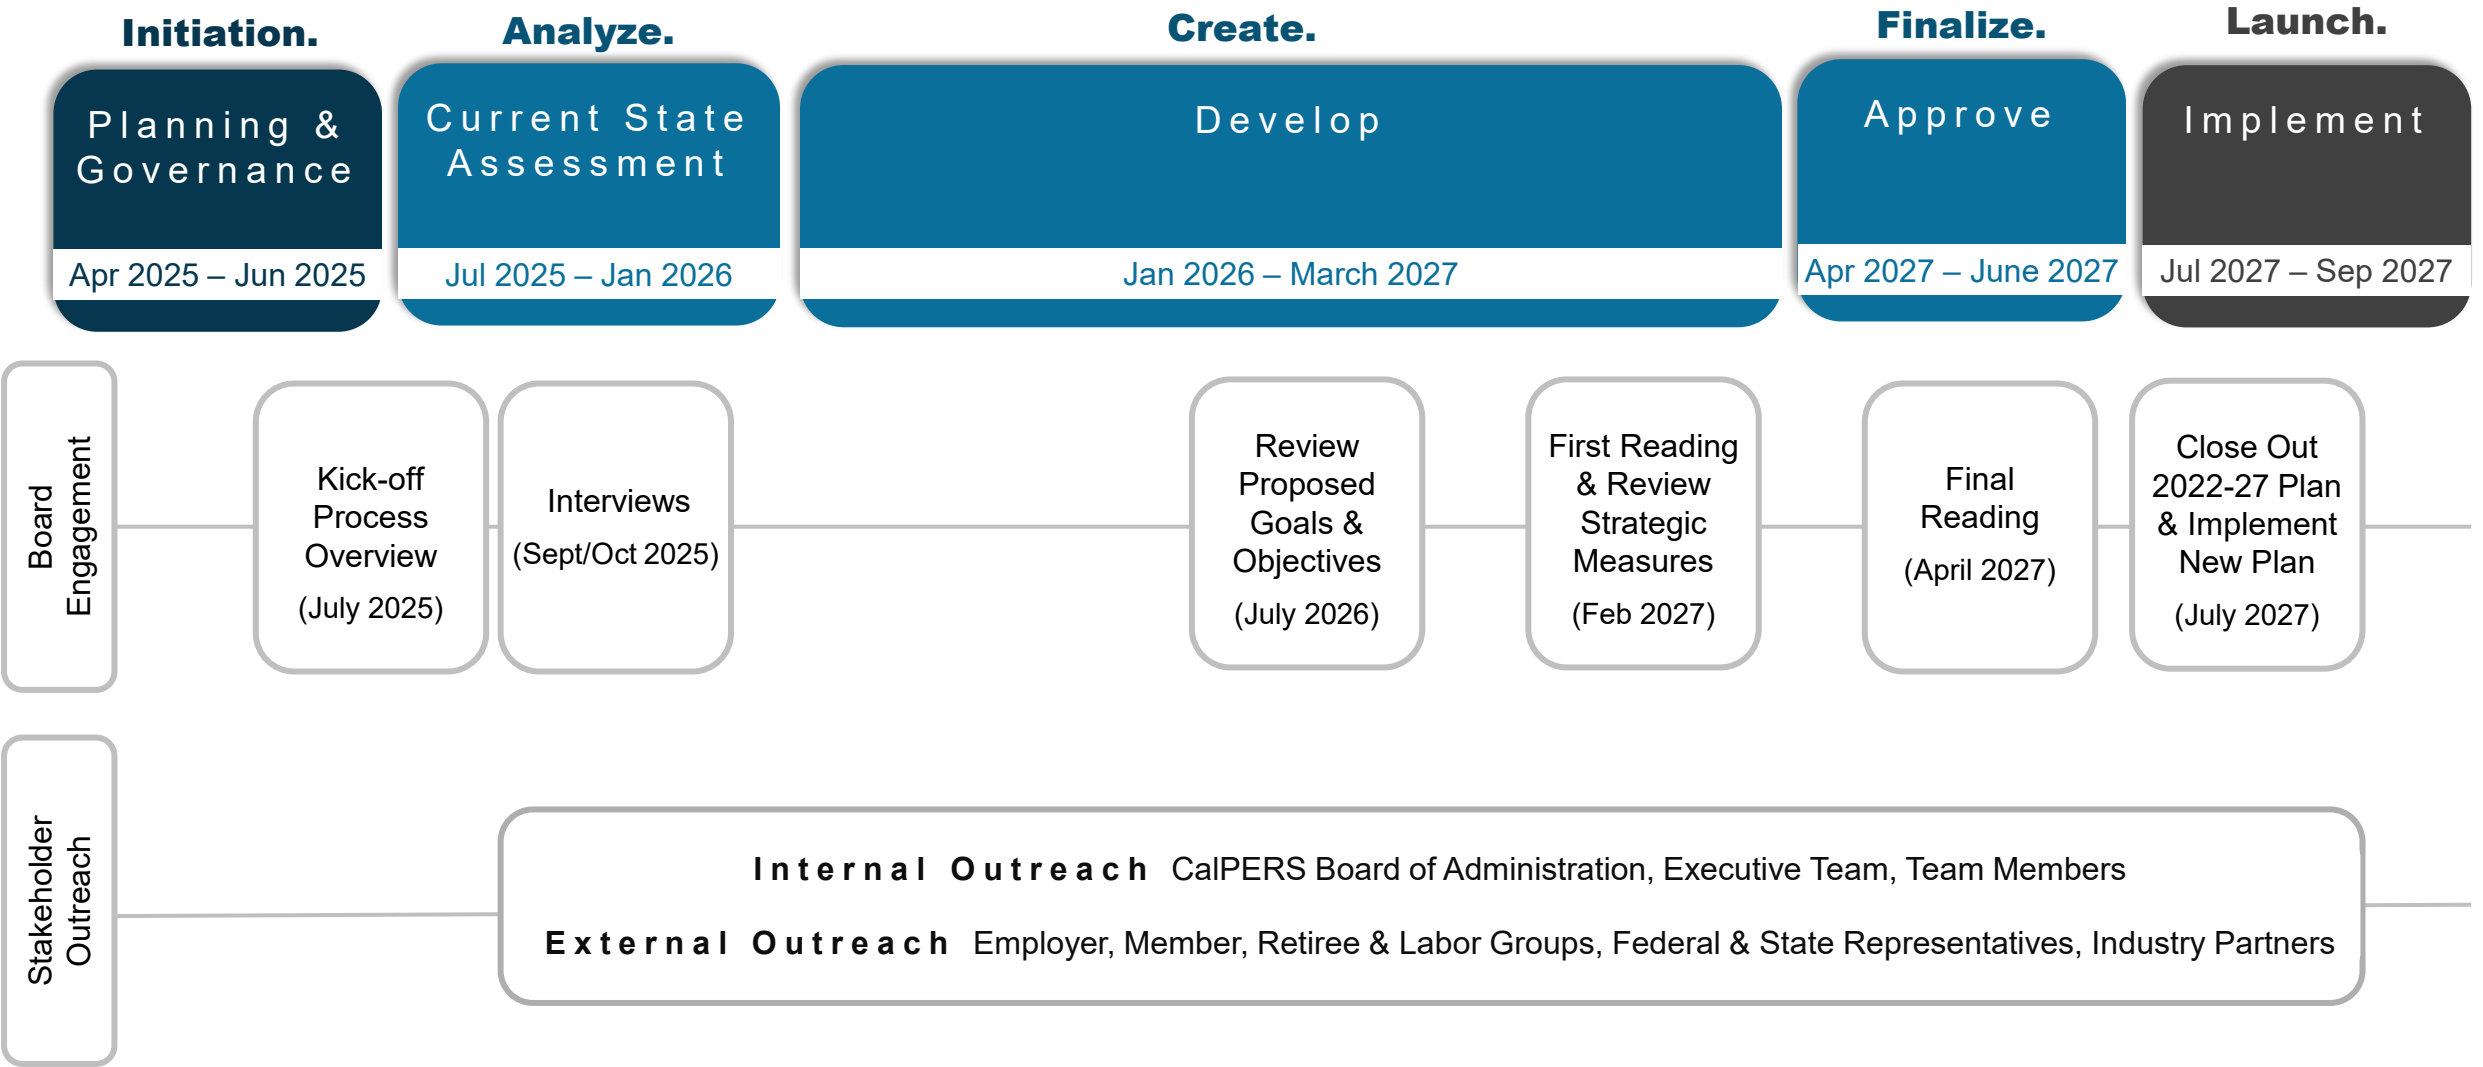 Initiation.
Planning &
Governance
Apr 2025 – Jun 2025
Analyze.
Current State
Assessment
Jul 2025 – Jan 2026
Create.
Develop
Jan 2026 – March 2027
Finalize.
Approve
Apr 2027 – June 2027
Launch.
Implement
Jul 2027 – Sep 2027
Board
Engagement
Kick-off
Process
Overview
(July 2025)
Interviews
(Sept/Oct 2025)
Review
Proposed
Goals &
Objectives
(July 2026)
First Reading
& Review
Strategic
Measures
(Feb 2027)
Final
Reading
(April 2027)
Close Out
2022-27 Plan
& Implement
New Plan
(July 2027)
Stakeholder
Outreach
Internal Outreach CalPERS Board of Administration, Executive Team, Team Members
External Outreach Employer, Member, Retiree & Labor Groups, Federal & State Representatives, Industry Partners